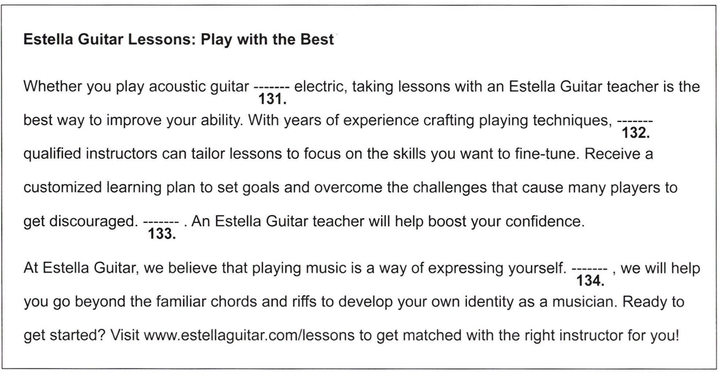 Estella Guitar Lessons: Play with the Best
Whether you play acoustic guitar ------- electric, taking lessons with an Estella Guitar teacher is the
131.
best way to improve your ability. With years of experience crafting playing techniques, -------
132.
qualified instructors can tailor lessons to focus on the skills you want to fine-tune. Receive a
customized learning plan to set goals and overcome the challenges that cause many players to
get discouraged. ------- . An Estella Guitar teacher will help boost your confidence.
133.
At Estella Guitar, we believe that playing music is a way of expressing yourself. ------- , we will help
134.
you go beyond the familiar chords and riffs to develop your own identity as a musician. Ready to
get started? Visit www.estellaguitar.com/lessons to get matched with the right instructor for you!